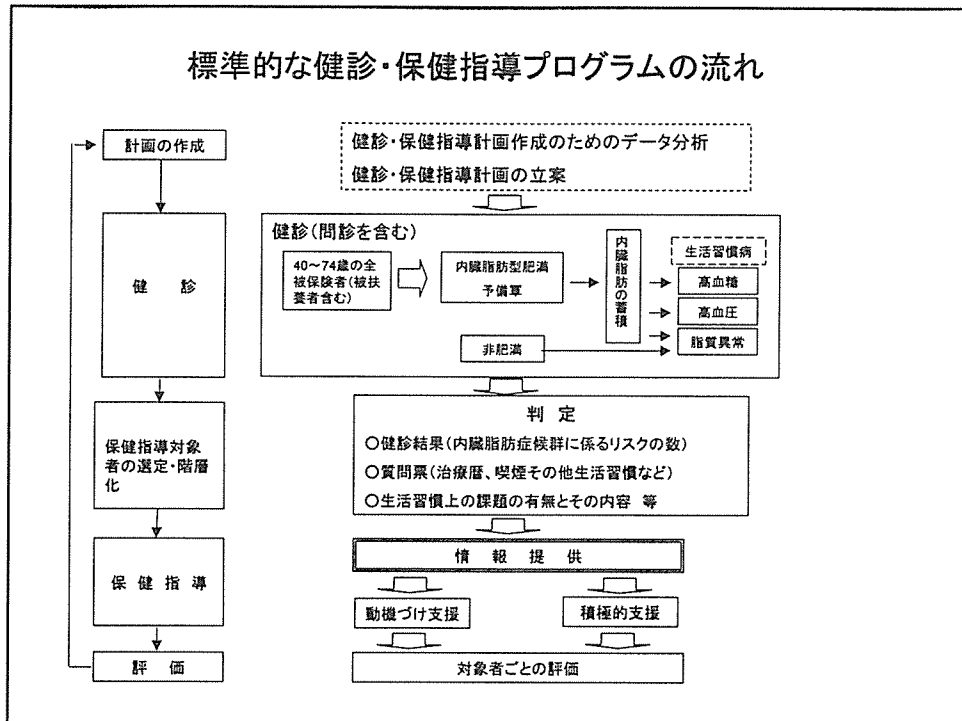 標準的な健診・保健指導プログラムの流れ
計画の作成
健診・保健指導計画作成のためのデータ分析
健診・保健指導計画の立案
健診
健診(問診を含む)
40～74歳の全
被保険者(被扶
養者含む)
内臓脂肪型肥満
予備軍
内臓脂肪の蓄積
生活習慣病
高血糖
高血圧
脂質異常
非肥満
保健指導対象
者の選定・階層
化
判定
○健診結果(内臓脂肪症候群に係るリスクの数)
○質問票(治療暦、喫煙その他生活習慣など)
○生活習慣上の課題の有無とその内容 等
保健指導
情報提供
動機づけ支援
積極的支援
評価
対象者ごとの評価